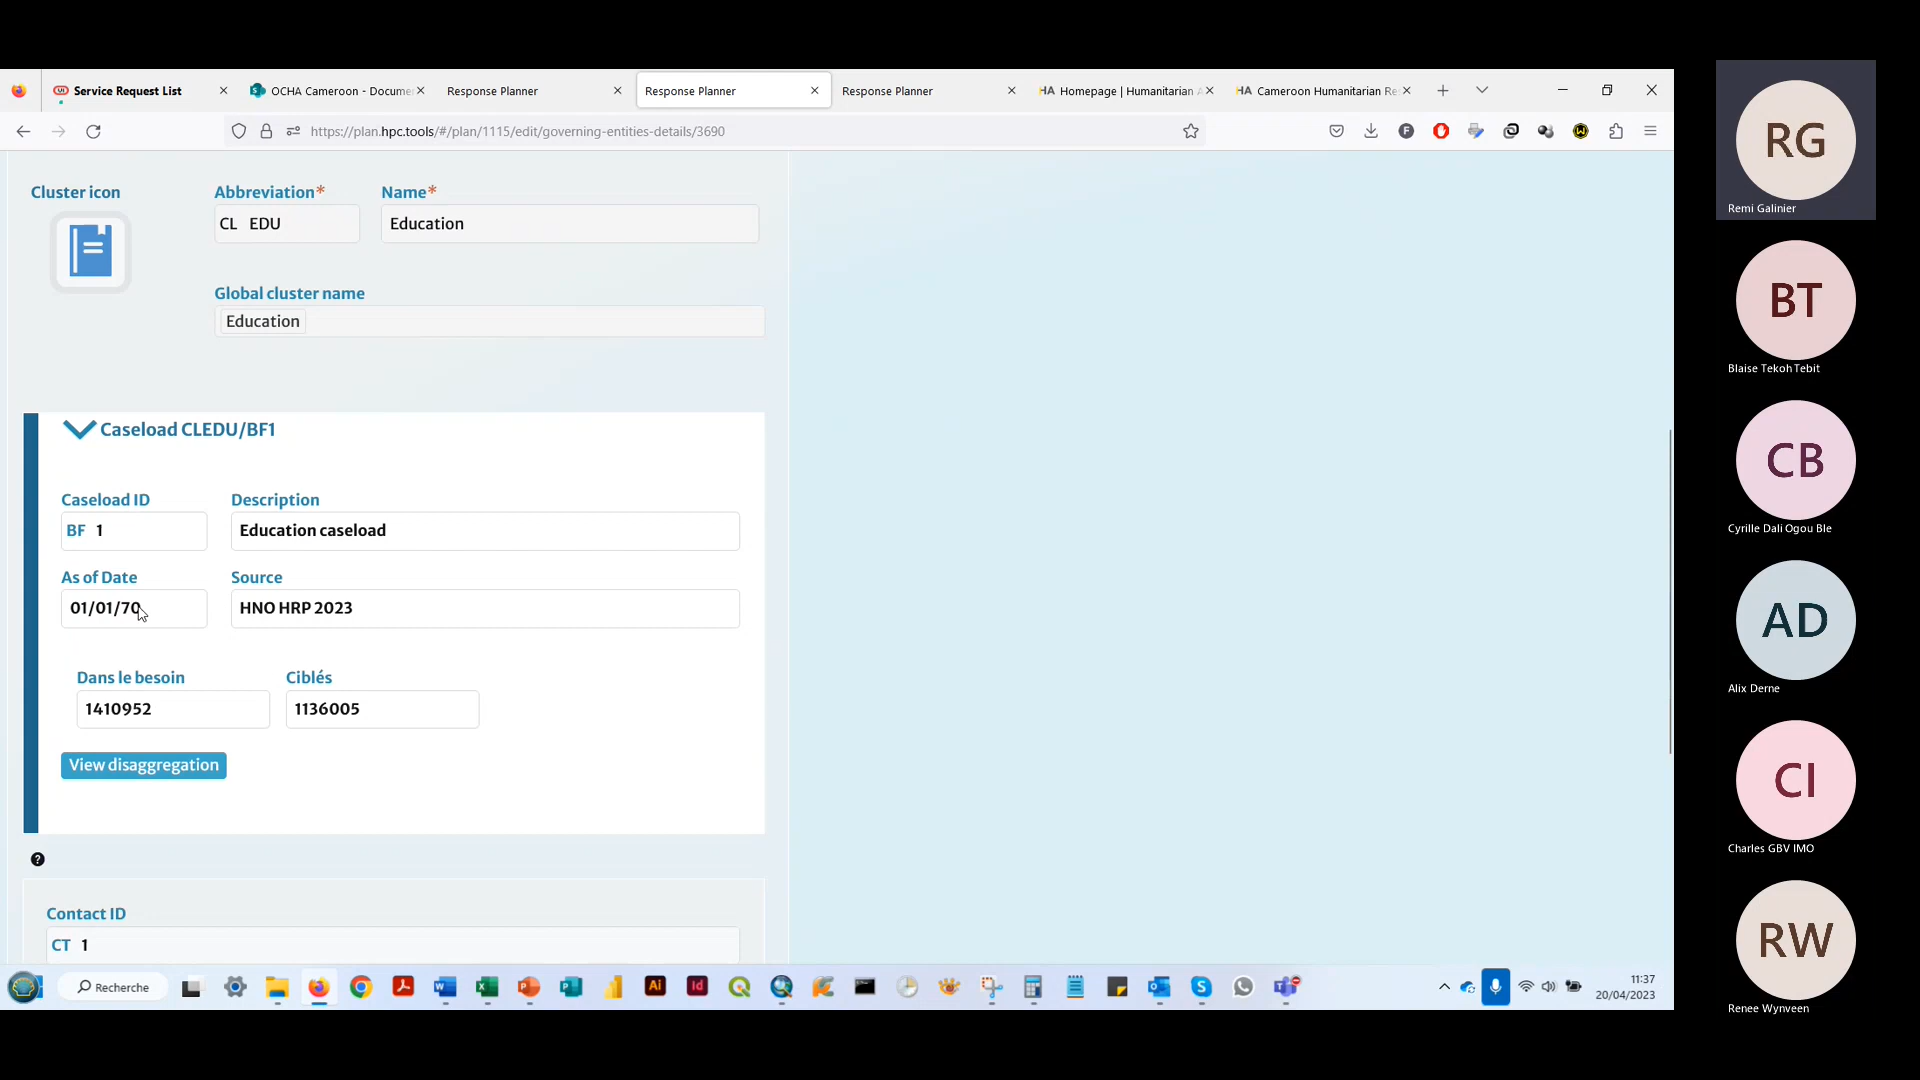 Service Request List
OCHA Cameroon - Docume
Response Planner
Response Planner
Response Planner
HA Homepage | Humanitarian A
HA Cameroon Humanitarian Re
https://plan.hpc.tools/#/plan/1115/edit/governing-entities-details/3690
Cluster icon
Abbreviation*
Name*
CL EDU
Education
Global cluster name
Education
Caseload CLEDU/BF1
Caseload ID
Description
BF 1
Education caseload
As of Date
Source
01/01/70
HNO HRP 2023
Dans le besoin
Ciblés
1410952
1136005
View disaggregation
?
Contact ID
CT 1
Recherche
Ai
Id
11:37
20/04/2023
RG
Remi Galinier
BT
Blaise Tekoh Tebit
CB
Cyrille Dali Ogou Ble
AD
Alix Derne
CI
Charles GBV IMO
RW
Renee Wynveen